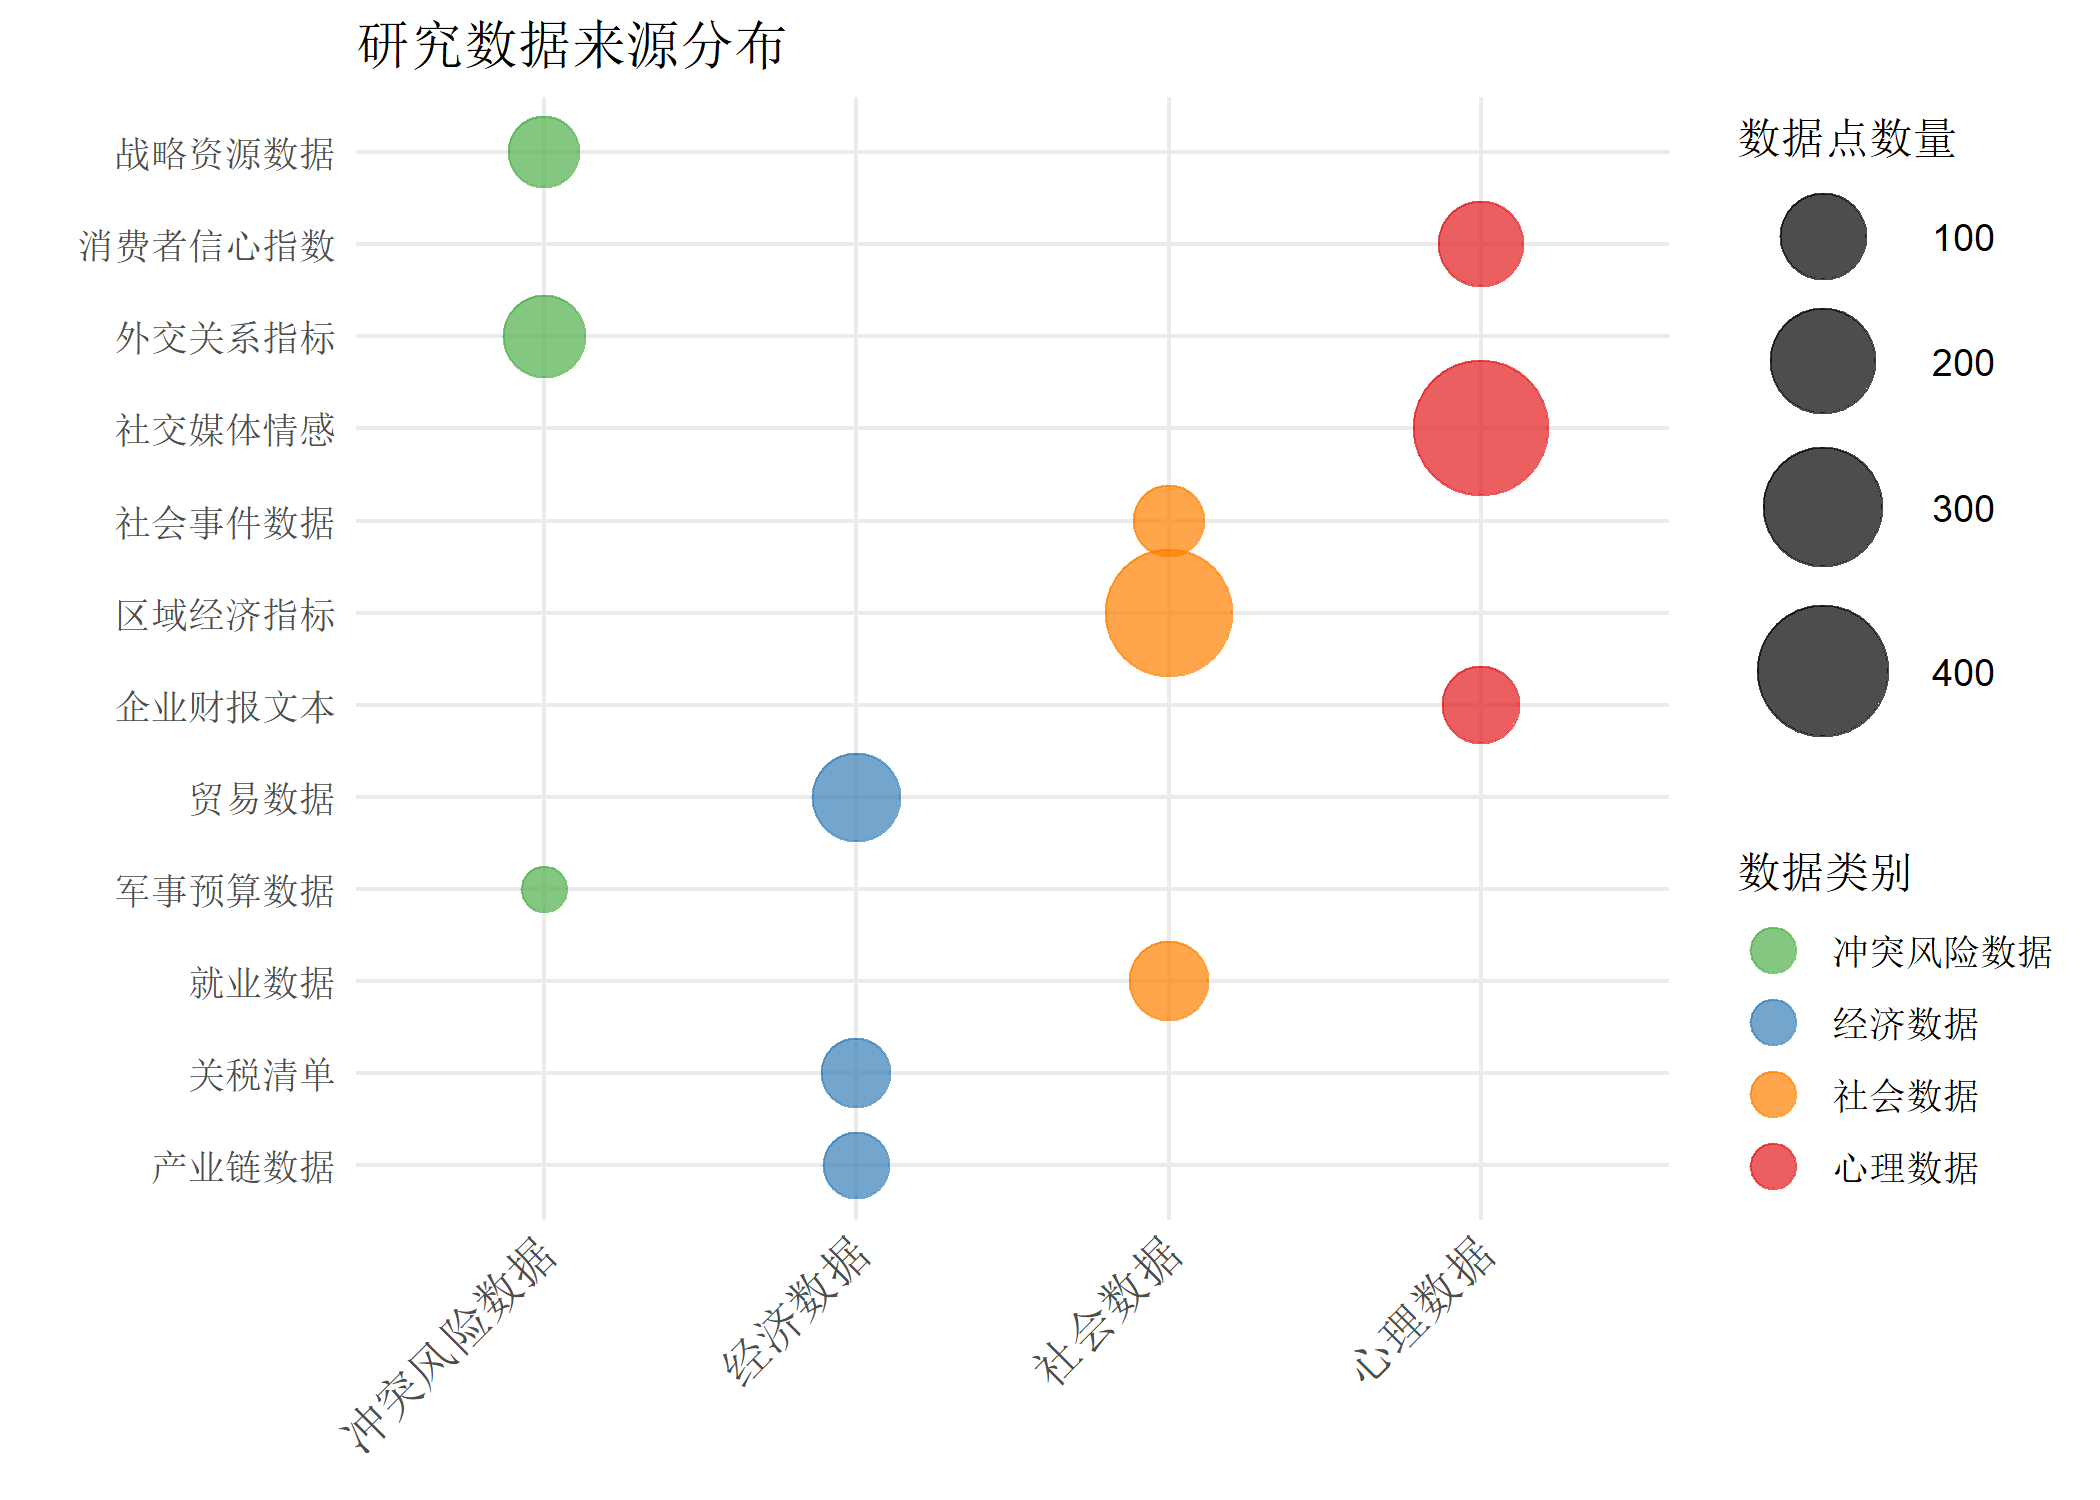 研究数据来源分布
战略资源数据
消费者信心指数
外交关系指标
社交媒体情感
社会事件数据
区域经济指标
企业财报文本
贸易数据
军事预算数据
就业数据
关税清单
产业链数据
冲突风险数据
经济数据
社会数据
心理数据
数据点数量
100
200
300
400
数据类别
冲突风险数据
经济数据
社会数据
心理数据